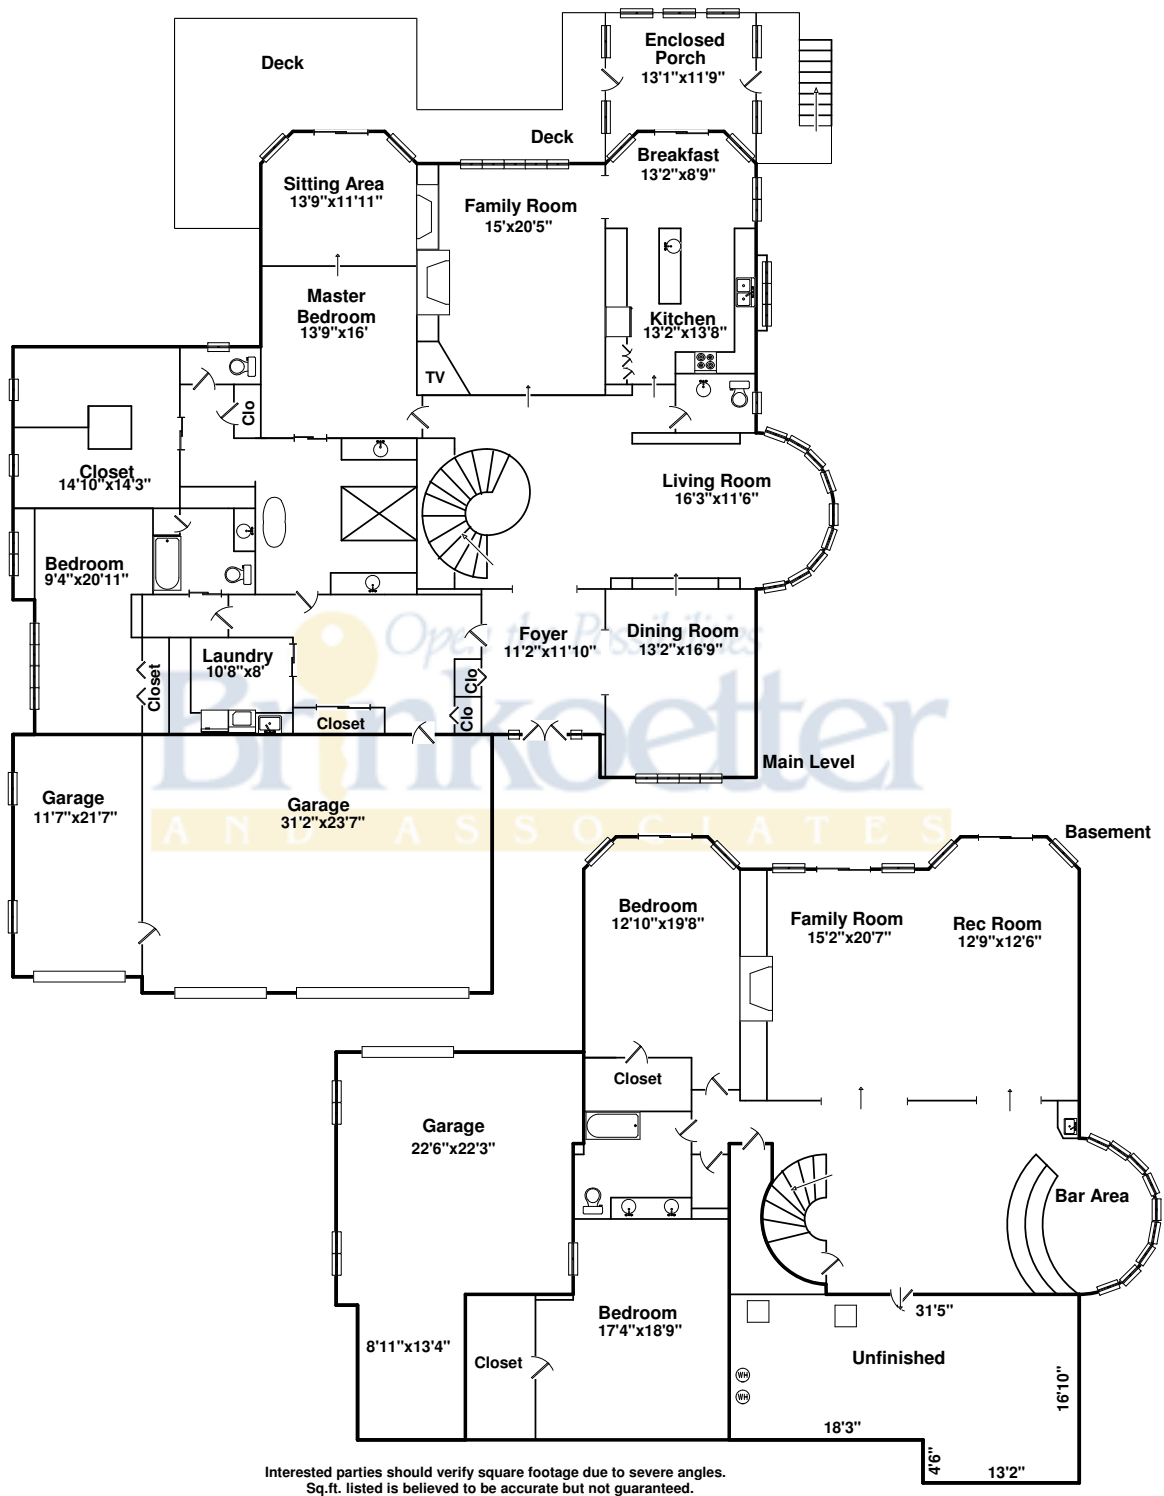 Deck
Enclosed
Porch
13'1"x11'9"
Deck
Breakfast
13'2"x8'9"
Sitting Area
13'9"x11'11"
Family Room
15'x20'5"
Master
Bedroom
13'9"x16'
Kitchen
13'2"x13'8"
TV
Clo
Closet
14'10"x14'3"
Living Room
16'3"x11'6"
Bedroom
9'4"x20'11"
Open the Possibilities
Foyer
11'2"x11'10"
Dining Room
13'2"x16'9"
Laundry
10'8"x8'
Closet
Clo
Clo
Closet
Brinkoetter
AND ASSOCIATES
Main Level
Garage
11'7"x21'7"
Garage
31'2"x23'7"
Basement
Bedroom
12'10"x19'8"
Family Room
15'2"x20'7"
Rec Room
12'9"x12'6"
Closet
Garage
22'6"x22'3"
Bar Area
Bedroom
17'4"x18'9"
31'5"
8'11"x13'4"
Closet
Unfinished
WH
WH
16'10"
18'3"
4'6"
13'2"
Interested parties should verify square footage due to severe angles.
Sq.ft. listed is believed to be accurate but not guaranteed.